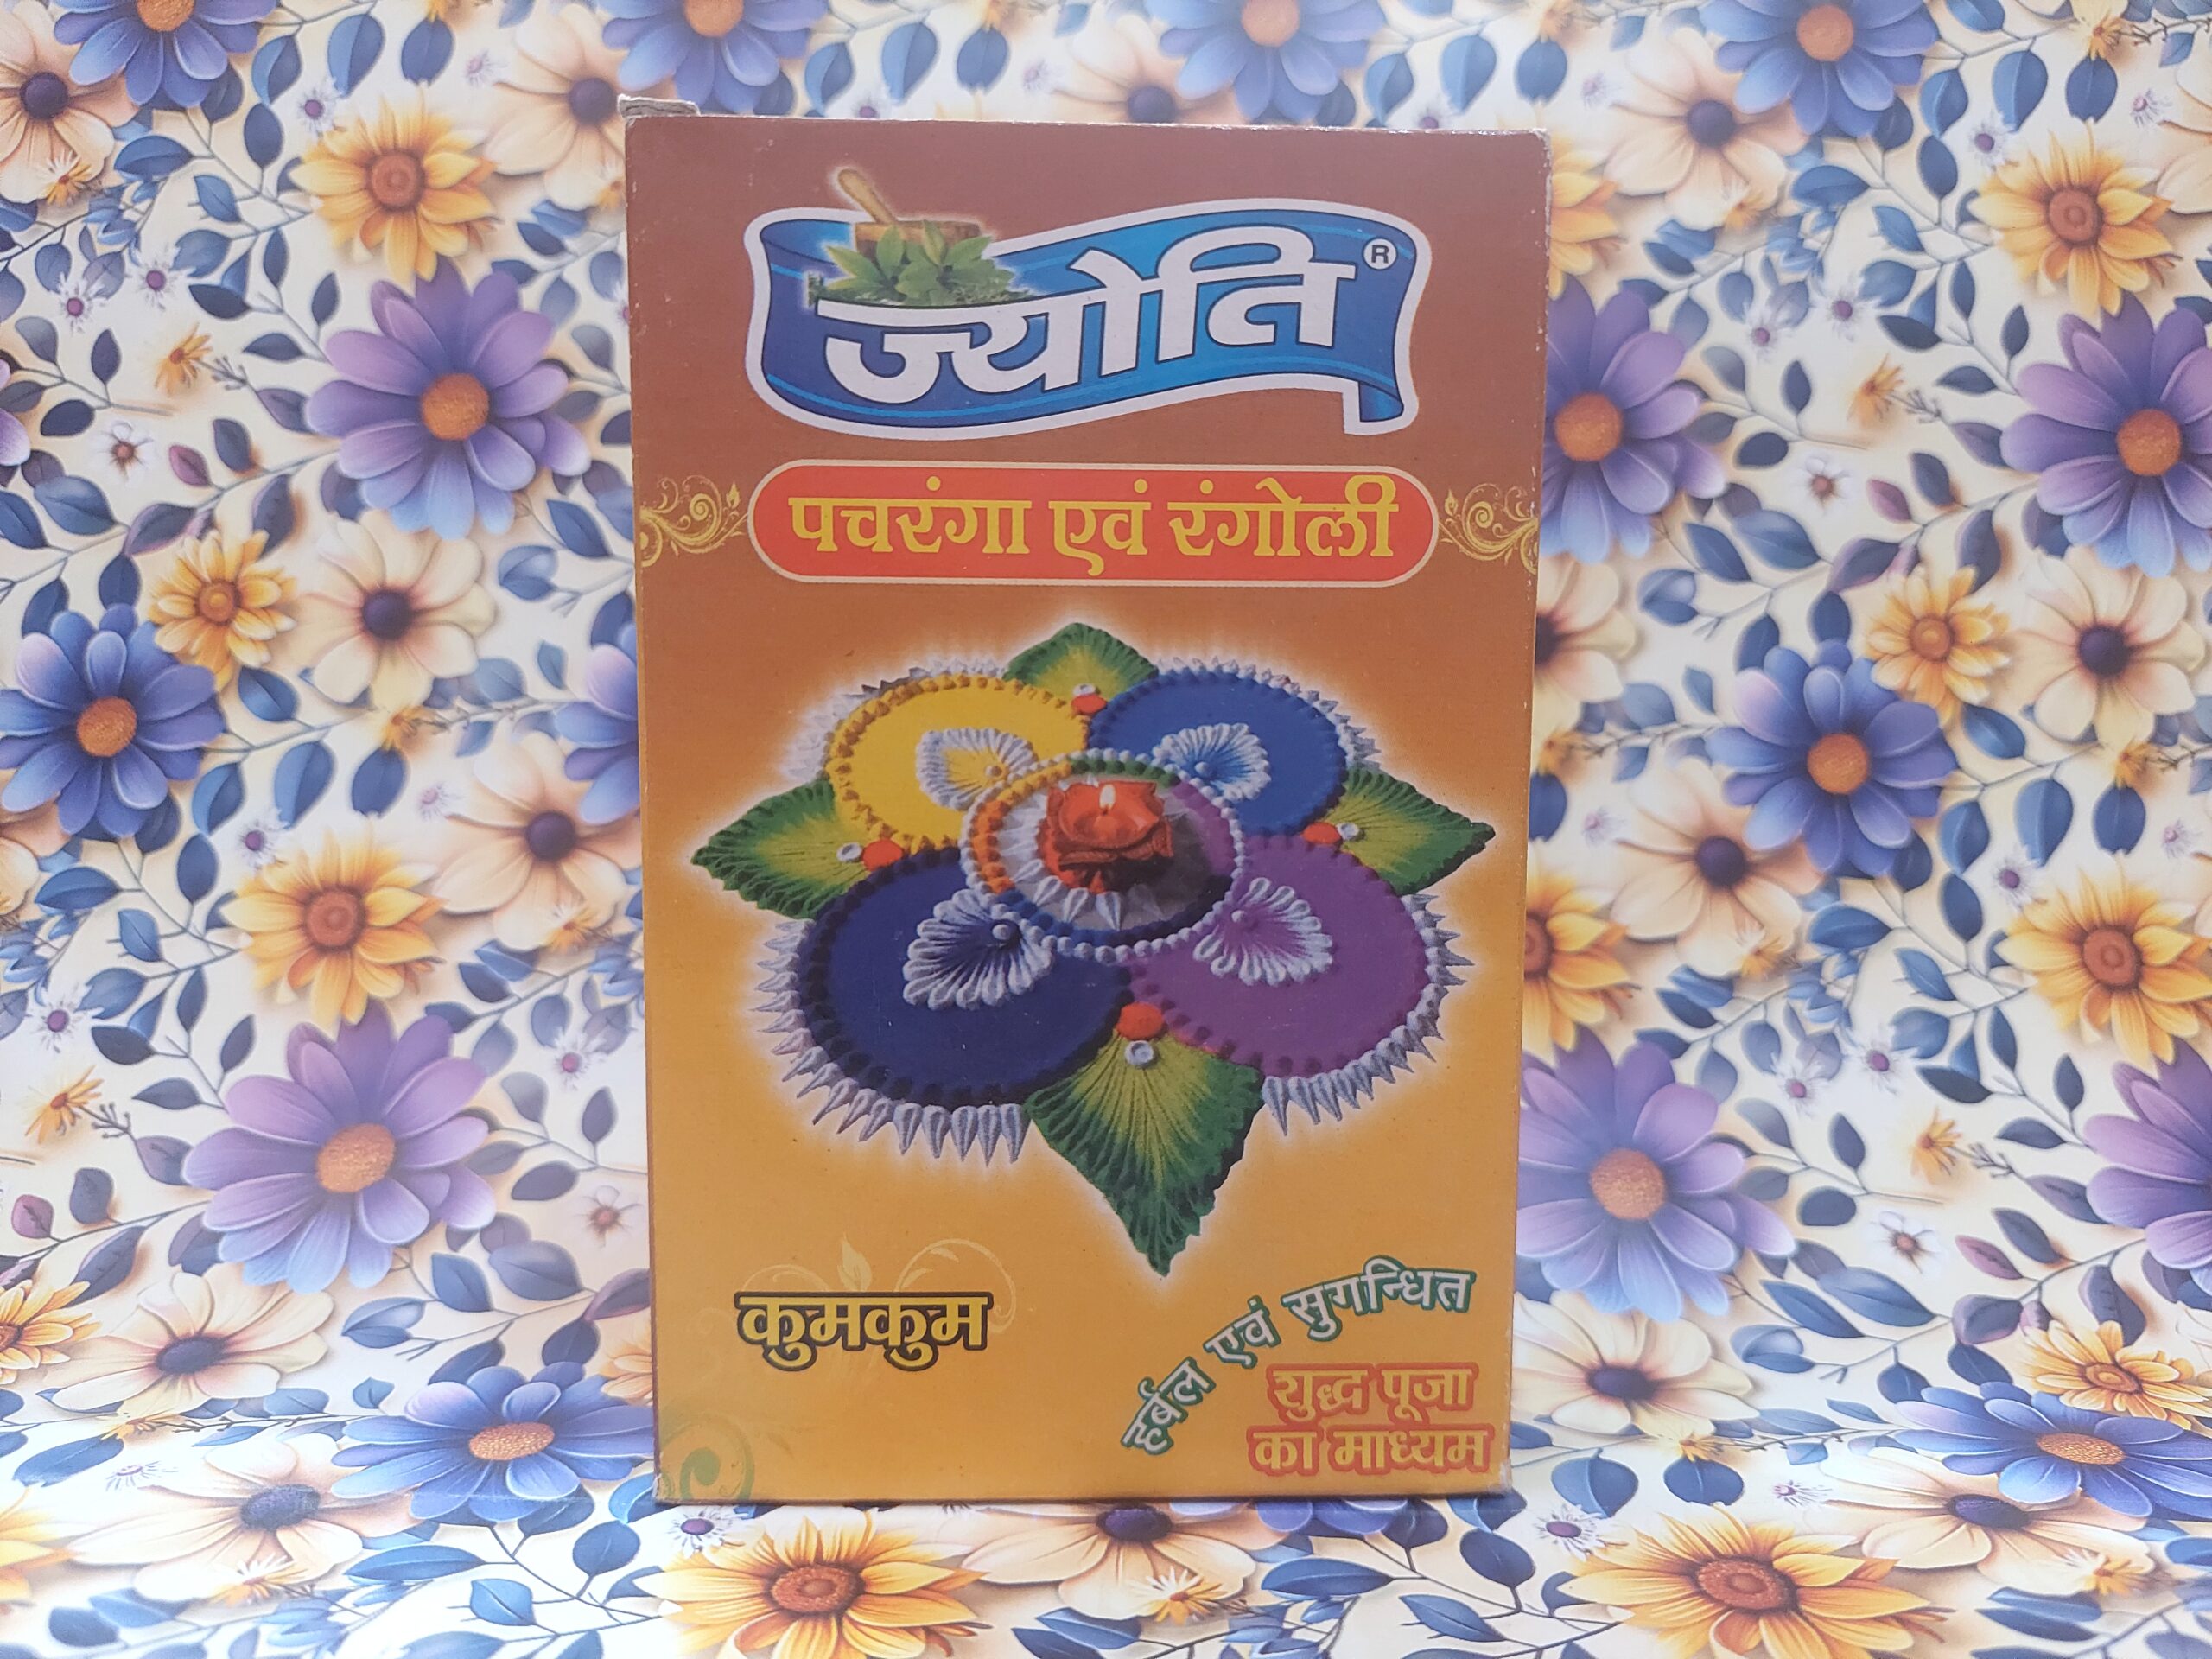 ज्योति ®
पचरंगा एवं रंगोली
कुमकुम
हर्बल एवं सुगन्धित
शुद्ध पूजा
का माध्यम